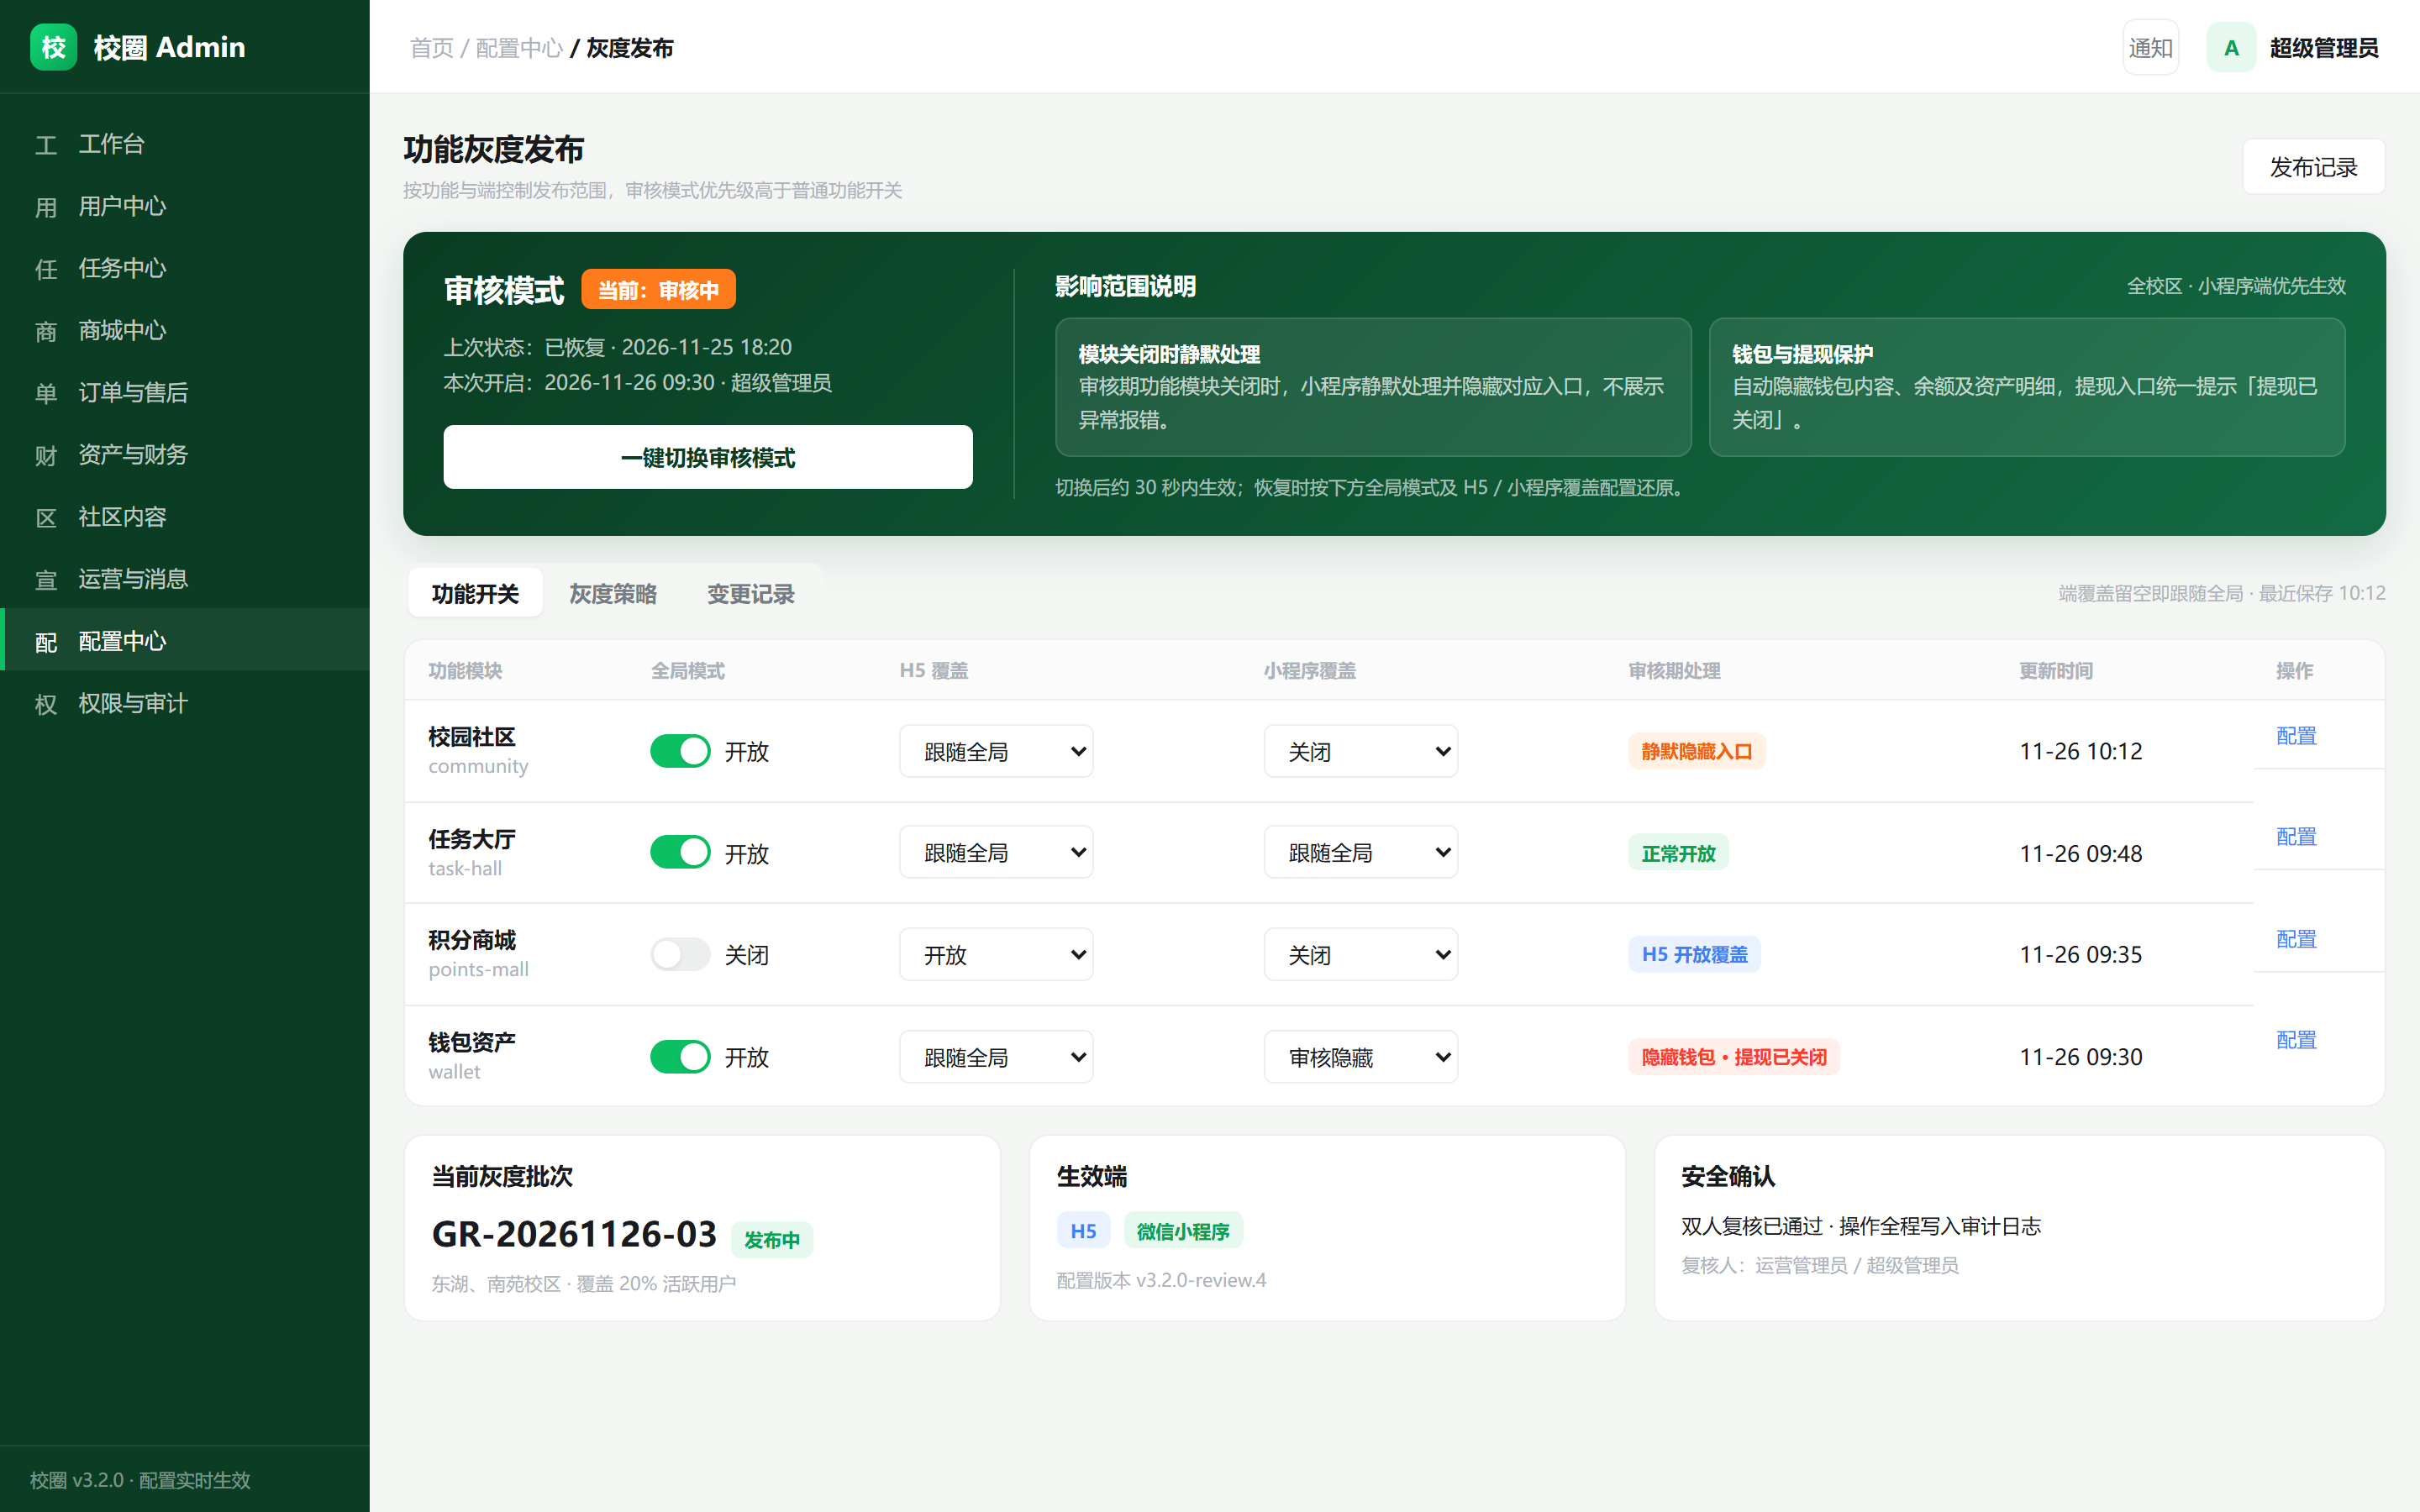 校 校圈 Admin
工 工作台
用 用户中心
任 任务中心
商 商城中心
单 订单与售后
财 资产与财务
区 社区内容
宣 运营与消息
配 配置中心
权 权限与审计
校圈 v3.2.0 · 配置实时生效
首页 / 配置中心 / 灰度发布
通知 A 超级管理员
功能灰度发布
按功能与端控制发布范围，审核模式优先级高于普通功能开关
发布记录
审核模式 当前：审核中
上次状态：已恢复 · 2026-11-25 18:20
本次开启：2026-11-26 09:30 · 超级管理员
一键切换审核模式
影响范围说明 全校区 · 小程序端优先生效
模块关闭时静默处理
审核期功能模块关闭时，小程序静默处理并隐藏对应入口，不展示
异常报错。
钱包与提现保护
自动隐藏钱包内容、余额及资产明细，提现入口统一提示「提现已
关闭」。
切换后约 30 秒内生效；恢复时按下方全局模式及 H5 / 小程序覆盖配置还原。
功能开关 灰度策略 变更记录
端覆盖留空即跟随全局 · 最近保存 10:12
功能模块 全局模式 H5 覆盖 小程序覆盖 审核期处理 更新时间 操作
校园社区 开放 跟随全局 关闭 静默隐藏入口 11-26 10:12 配置
community
任务大厅 开放 跟随全局 跟随全局 正常开放 11-26 09:48 配置
task-hall
积分商城 关闭 开放 关闭 H5 开放覆盖 11-26 09:35 配置
points-mall
钱包资产 开放 跟随全局 审核隐藏 隐藏钱包 • 提现已关闭 11-26 09:30 配置
wallet
当前灰度批次
GR-20261126-03 发布中
东湖、南苑校区 · 覆盖 20% 活跃用户
生效端
H5 微信小程序
配置版本 v3.2.0-review.4
安全确认
双人复核已通过 · 操作全程写入审计日志
复核人：运营管理员 / 超级管理员